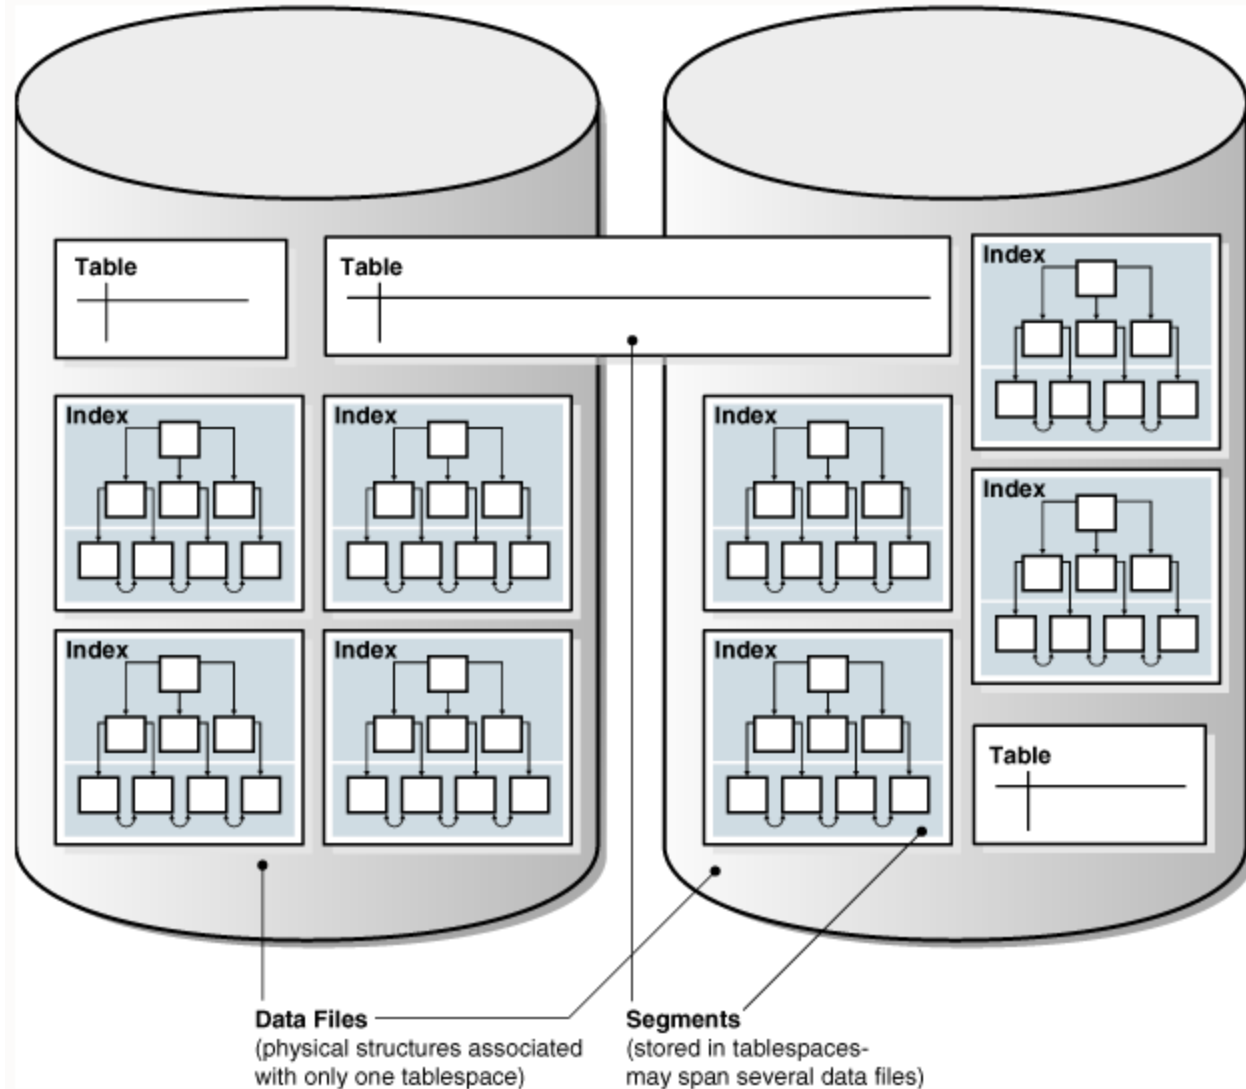 Table
Table
Index
Index
Index
Index
Index
Index
Index
Index
Table
Data Files
(physical structures associated
with only one tablespace)
Segments
(stored in tablespaces-
may span several data files)